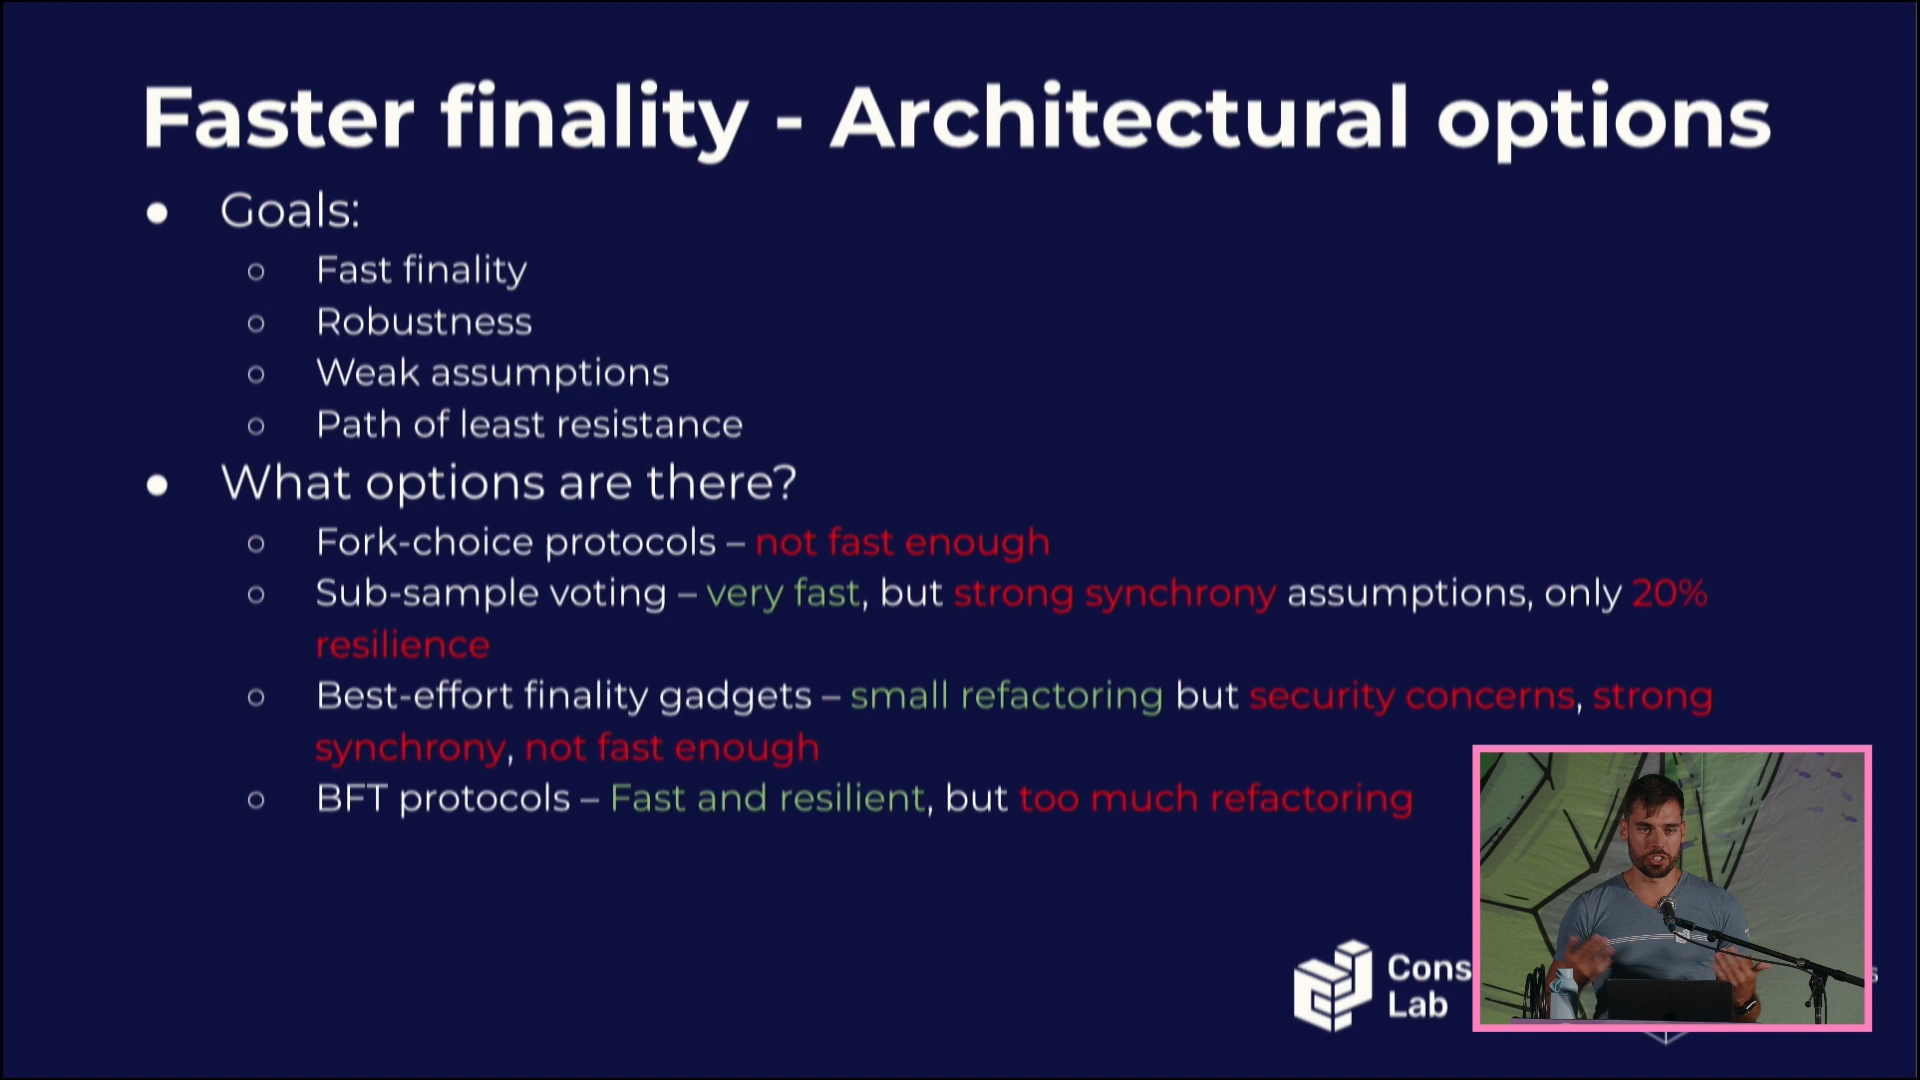 Faster finality - Architectural options
● Goals:
○ Fast finality
○ Robustness
○ Weak assumptions
○ Path of least resistance
● What options are there?
○ Fork-choice protocols – not fast enough
○ Sub-sample voting – very fast, but strong synchrony assumptions, only 20%
resilience
○ Best-effort finality gadgets – small refactoring but security concerns, strong
synchrony, not fast enough
○ BFT protocols – Fast and resilient, but too much refactoring
Cons
Lab